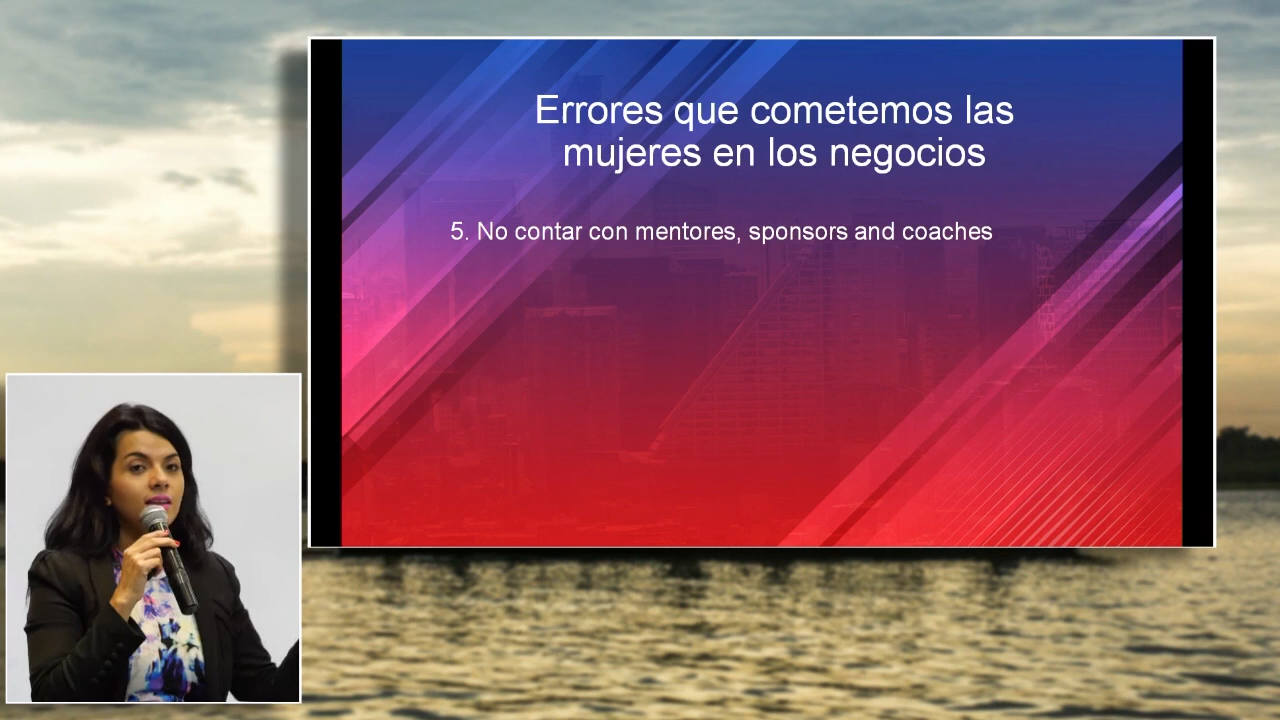 Errores que cometemos las
mujeres en los negocios
5. No contar con mentores, sponsors and coaches